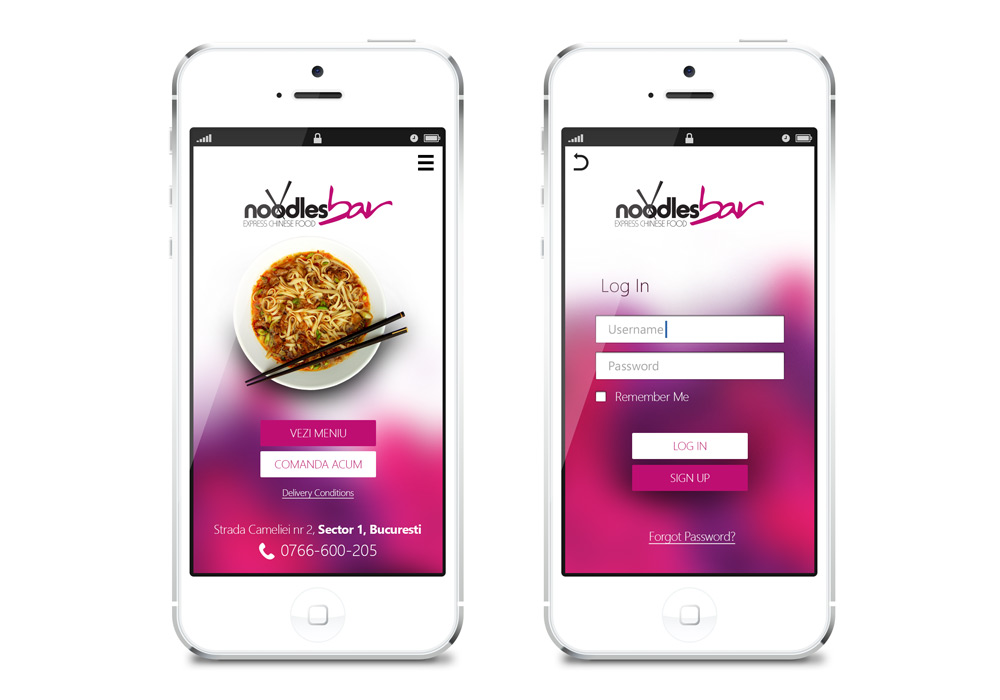 noodlesbar
EXPRESS CHINESE FOOD
VEZI MENIU
COMANDA ACUM
Delivery Conditions
Strada Cameliei nr 2, Sector 1, Bucuresti
0766-600-205
noodlesbar
EXPRESS CHINESE FOOD
Log In
Username
Password
Remember Me
LOG IN
SIGN UP
Forgot Password?